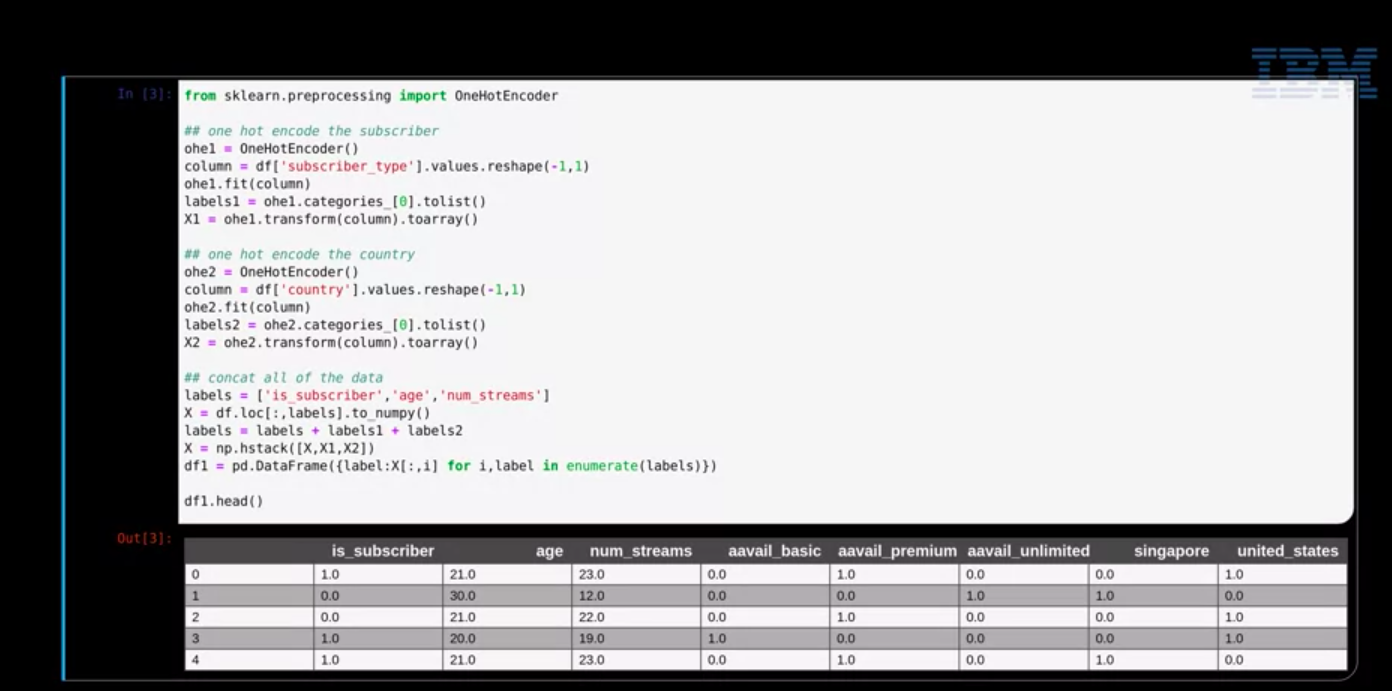 IBM
In [3]:
from sklearn.preprocessing import OneHotEncoder
## one hot encode the subscriber
ohe1 = OneHotEncoder()
column = df['subscriber_type'].values.reshape(-1,1)
ohe1.fit(column)
labels1 = ohe1.categories_[0].tolist()
X1 = ohe1.transform(column).toarray()
## one hot encode the country
ohe2 = OneHotEncoder()
column = df['country'].values.reshape(-1,1)
ohe2.fit(column)
labels2 = ohe2.categories_[0].tolist()
X2 = ohe2.transform(column).toarray()
## concat all of the data
labels = ['is_subscriber','age','num_streams']
X = df.loc[:,labels].to_numpy()
labels = labels + labels1 + labels2
X = np.hstack([X,X1,X2])
df1 = pd.DataFrame({label:X[:,i] for i,label in enumerate(labels)})
df1.head()
Out[3]:
is_subscriber age num_streams aavail_basic aavail_premium aavail_unlimited singapore united_states
0 1.0 21.0 23.0 0.0 1.0 0.0 0.0 1.0
1 0.0 30.0 12.0 0.0 0.0 1.0 1.0 0.0
2 0.0 21.0 22.0 0.0 1.0 0.0 0.0 1.0
3 1.0 20.0 19.0 1.0 0.0 0.0 0.0 1.0
4 1.0 21.0 23.0 0.0 1.0 0.0 1.0 0.0